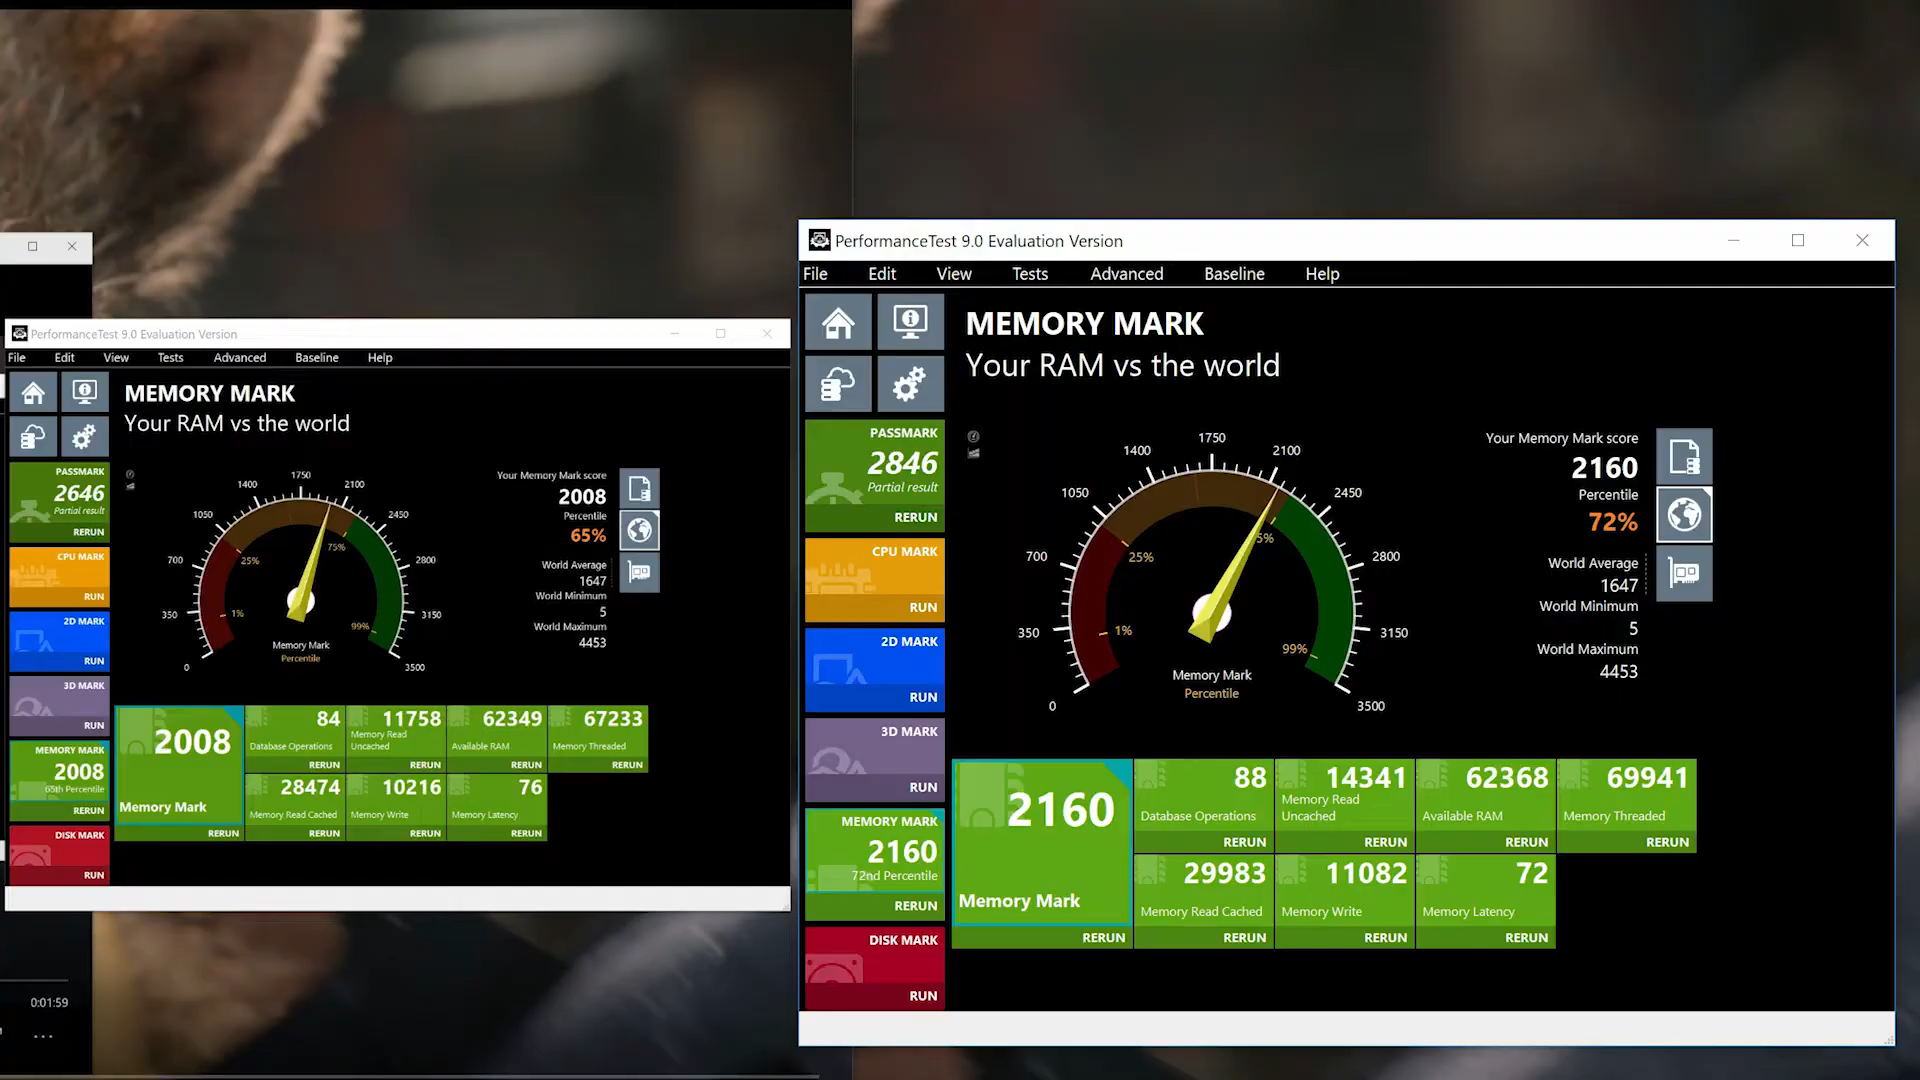 PerformanceTest 9.0 Evaluation Version
File Edit View Tests Advanced Baseline Help
MEMORY MARK
Your RAM vs the world
PASSMARK
2646
Partial result
RERUN
CPU MARK
RUN
2D MARK
RUN
3D MARK
RUN
MEMORY MARK
2008
65th Percentile
RERUN
DISK MARK
RUN
0
350
700
1050
1400
1750
2100
2450
2800
3150
3500
1%
25%
75%
99%
Memory Mark
Percentile
Your Memory Mark score
2008
Percentile
65%
World Average
1647
World Minimum
5
World Maximum
4453
2008
Memory Mark
RERUN
84
Database Operations
RERUN
11758
Memory Read
Uncached
RERUN
62349
Available RAM
RERUN
67233
Memory Threaded
RERUN
28474
Memory Read Cached
RERUN
10216
Memory Write
RERUN
76
Memory Latency
RERUN
0:01:59
PerformanceTest 9.0 Evaluation Version
File Edit View Tests Advanced Baseline Help
MEMORY MARK
Your RAM vs the world
PASSMARK
2846
Partial result
RERUN
CPU MARK
RUN
2D MARK
RUN
3D MARK
RUN
MEMORY MARK
2160
72nd Percentile
RERUN
DISK MARK
RUN
0
350
700
1050
1400
1750
2100
2450
2800
3150
3500
1%
25%
5%
99%
Memory Mark
Percentile
Your Memory Mark score
2160
Percentile
72%
World Average
1647
World Minimum
5
World Maximum
4453
2160
Memory Mark
RERUN
88
Database Operations
RERUN
14341
Memory Read
Uncached
RERUN
62368
Available RAM
RERUN
69941
Memory Threaded
RERUN
29983
Memory Read Cached
RERUN
11082
Memory Write
RERUN
72
Memory Latency
RERUN